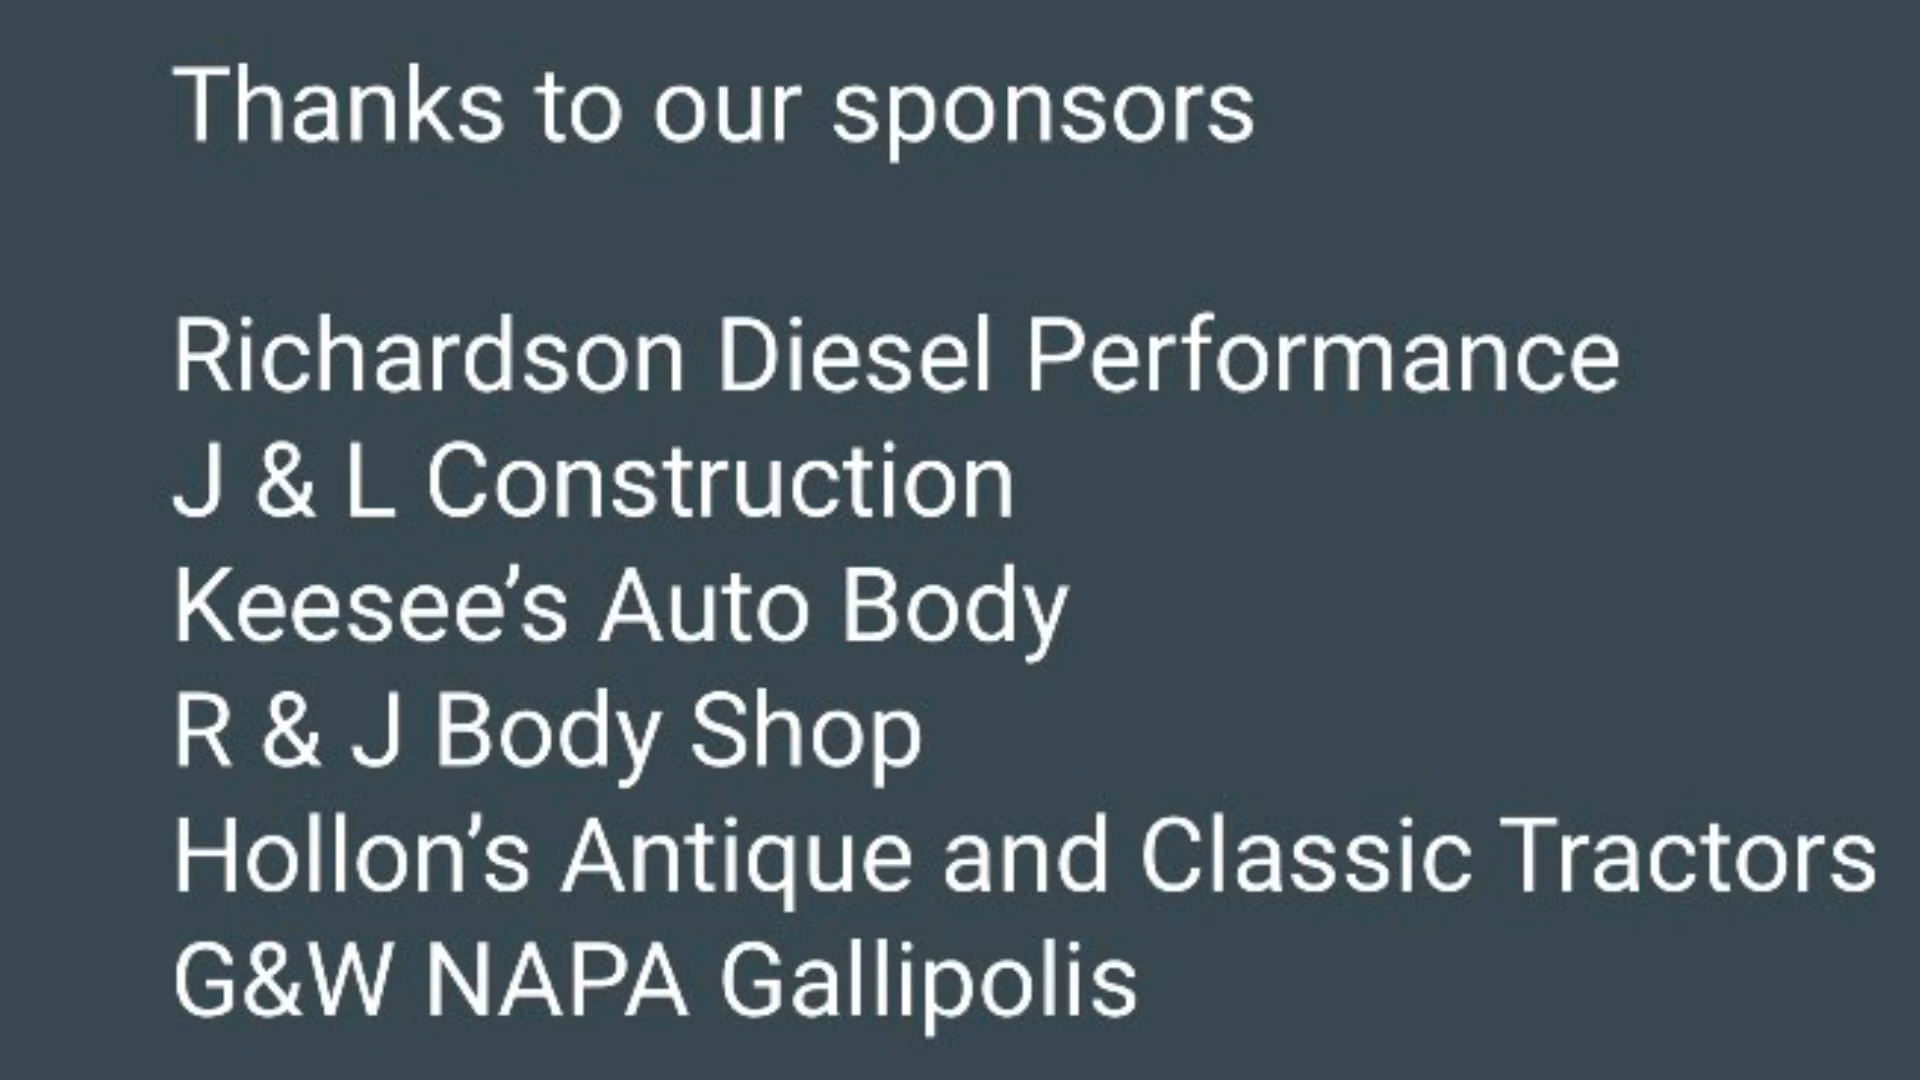 Thanks to our sponsors
Richardson Diesel Performance
J & L Construction
Keesee’s Auto Body
R & J Body Shop
Hollon’s Antique and Classic Tractors
G&W NAPA Gallipolis